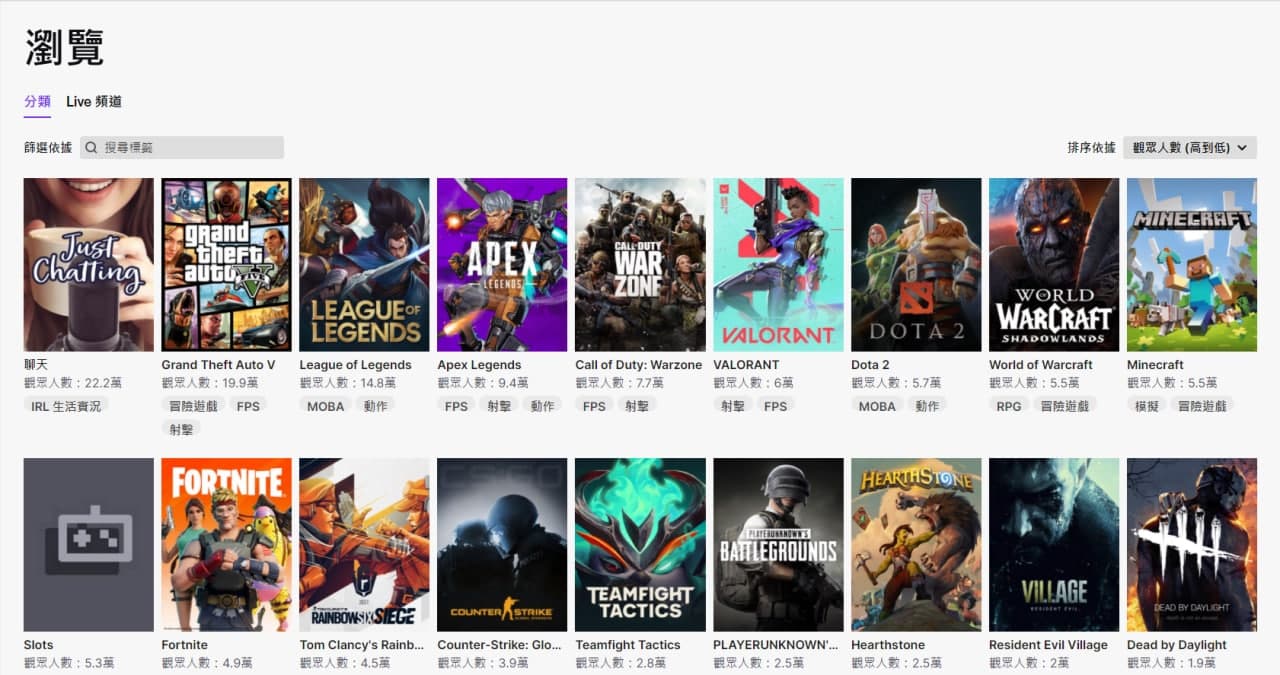 瀏覽
分類 Live 頻道
篩選依據 搜尋標籤 排序依據 觀眾人數 (高到低)
Just Chatting
grand theft auto V
LEAGUE OF LEGENDS
APEX LEGENDS
CALL OF DUTY WARZONE
VALORANT
DOTA 2
WORLD OF WARCRAFT SHADOWLANDS
MINECRAFT
聊天 Grand Theft Auto V League of Legends Apex Legends Call of Duty: Warzone VALORANT Dota 2 World of Warcraft Minecraft
觀眾人數：22.2萬 觀眾人數：19.9萬 觀眾人數：14.8萬 觀眾人數：9.4萬 觀眾人數：7.7萬 觀眾人數：6萬 觀眾人數：5.7萬 觀眾人數：5.5萬 觀眾人數：5.5萬
IRL 生活實況 冒險遊戲 FPS MOBA 動作 FPS 射擊 動作 FPS 射擊 射擊 FPS MOBA 動作 RPG 冒險遊戲 模擬 冒險遊戲
射擊
FORTNITE
RAINBOW SIX SIEGE
COUNTER STRIKE
TEAMFIGHT TACTICS
PLAYERUNKNOWN'S BATTLEGROUNDS
HEARTHSTONE
VILLAGE
RESIDENT EVIL
DEAD BY DAYLIGHT
Slots Fortnite Tom Clancy's Rainb... Counter-Strike: Glo... Teamfight Tactics PLAYERUNKNOWN'... Hearthstone Resident Evil Village Dead by Daylight
觀眾人數：5.3萬 觀眾人數：4.9萬 觀眾人數：4.5萬 觀眾人數：3.9萬 觀眾人數：2.8萬 觀眾人數：2.5萬 觀眾人數：2.5萬 觀眾人數：2萬 觀眾人數：1.9萬